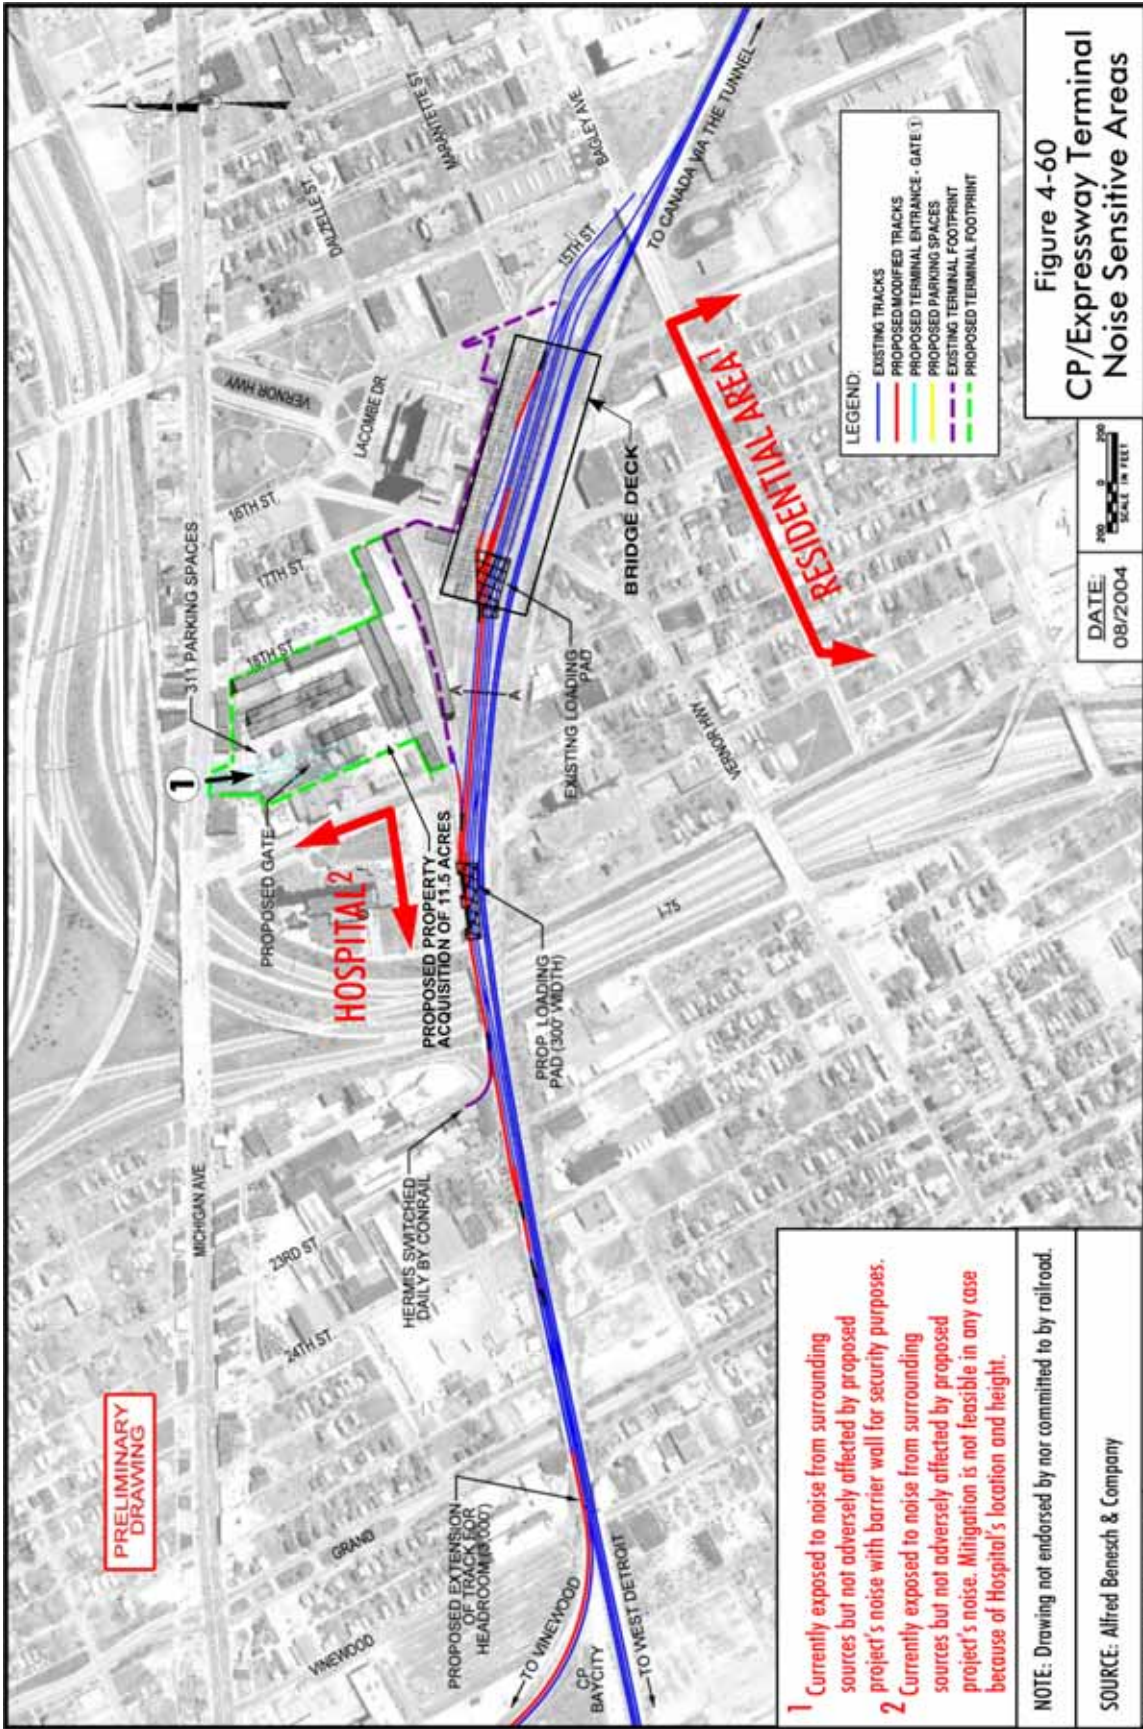 PRELIMINARY
DRAWING
MICHIGAN AVE
VINEWOOD
GRAND
24TH ST
23RD ST
HERMIS SWITCHED
DAILY BY CONRAIL
PROPOSED EXTENSION
OF TRACK FOR
HEADROOM
TO VINEWOOD
CP
BAYCITY
TO WEST DETROIT
PROPOSED GATE
HOSPITAL2
PROPOSED PROPERTY
ACQUISITION OF 11.5 ACRES
PROP. LOADING
PAD (300' WIDTH)
I-75
1
311 PARKING SPACES
18TH ST.
17TH ST.
16TH ST.
VERNOR HWY
LACOMBE DR.
DALZELLE ST.
MARANTETTE ST.
BAGLEY AVE
15TH ST.
TO CANADA VIA THE TUNNEL
A
A
EXISTING LOADING
PAD
BRIDGE DECK
VERNOR HWY
RESIDENTIAL AREA1
LEGEND:
EXISTING TRACKS
PROPOSED/MODIFIED TRACKS
PROPOSED TERMINAL ENTRANCE - GATE ①
PROPOSED PARKING SPACES
EXISTING TERMINAL FOOTPRINT
PROPOSED TERMINAL FOOTPRINT
1 Currently exposed to noise from surrounding
sources but not adversely affected by proposed
project's noise with barrier wall for security purposes.
2 Currently exposed to noise from surrounding
sources but not adversely affected by proposed
project's noise. Mitigation is not feasible in any case
because of Hospital's location and height.
NOTE: Drawing not endorsed by nor committed to by railroad.
SOURCE: Alfred Benesch & Company
DATE:
08/2004
200 0 200
SCALE IN FEET
Figure 4-60
CP/Expressway Terminal
Noise Sensitive Areas